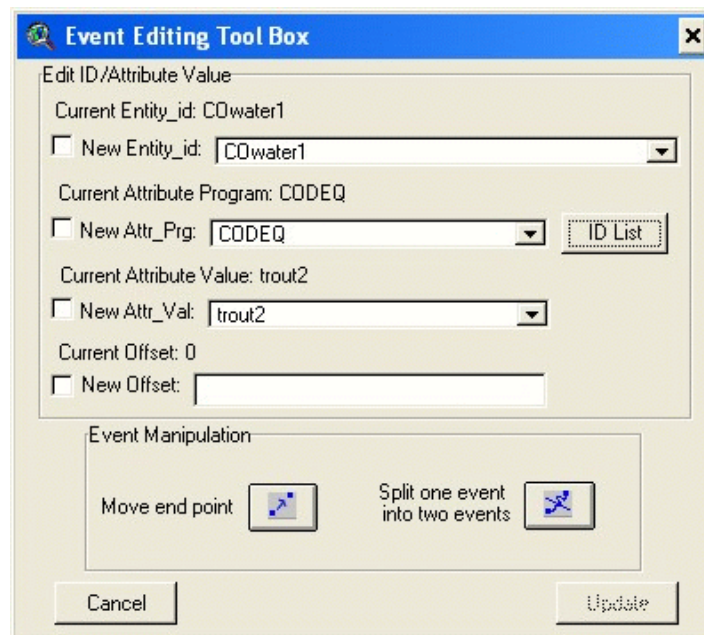 Event Editing Tool Box
Edit ID/Attribute Value
Current Entity_id: COwater1
New Entity_id: COwater1
Current Attribute Program: CODEQ
New Attr_Prg: CODEQ ID List
Current Attribute Value: trout2
New Attr_Val: trout2
Current Offset: 0
New Offset:
Event Manipulation
Move end point
Split one event
into two events
Cancel Update